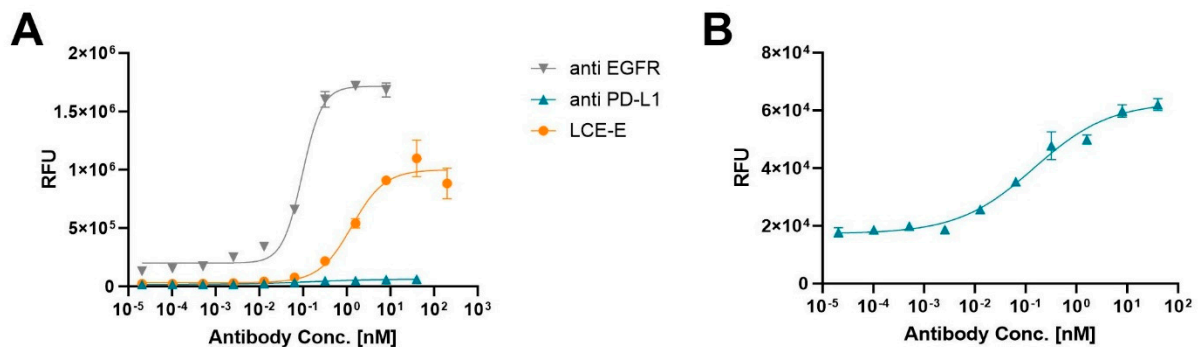 A
RFU
2×10⁶
1.5×10⁶
1×10⁶
5×10⁵
0
10⁻⁵ 10⁻⁴ 10⁻³ 10⁻² 10⁻¹ 10⁰ 10¹ 10² 10³
Antibody Conc. [nM]
anti EGFR
anti PD-L1
LCE-E
B
RFU
8×10⁴
6×10⁴
4×10⁴
2×10⁴
0
10⁻⁵ 10⁻⁴ 10⁻³ 10⁻² 10⁻¹ 10⁰ 10¹ 10²
Antibody Conc. [nM]